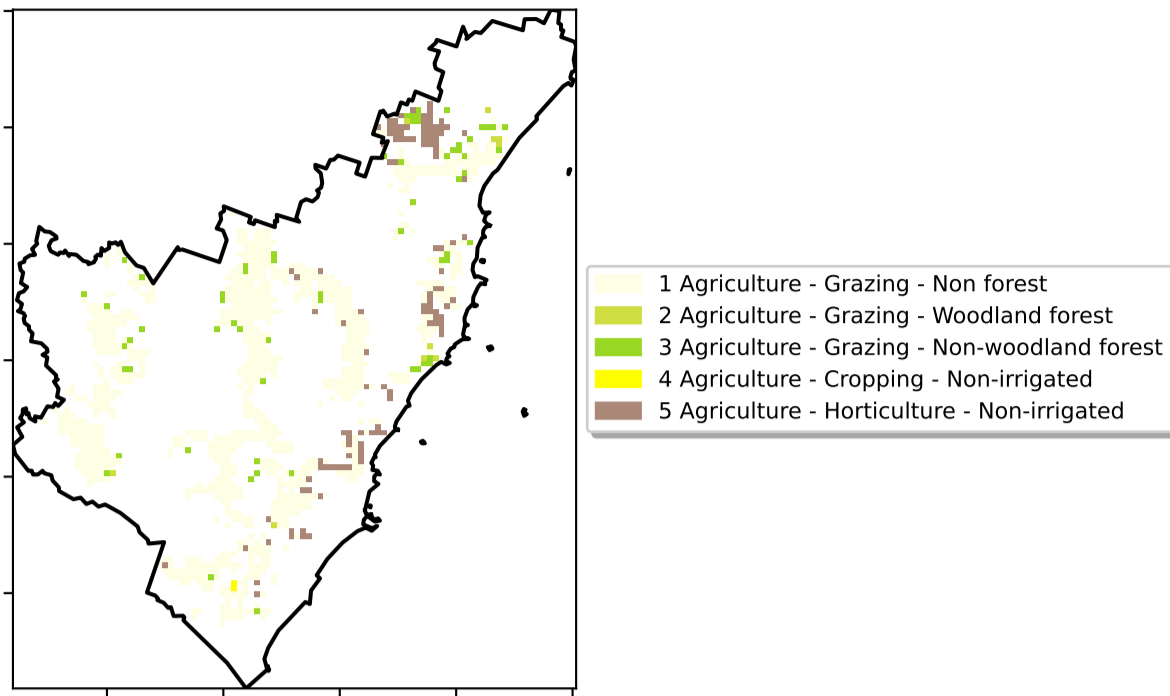 1 Agriculture - Grazing - Non forest
2 Agriculture - Grazing - Woodland forest
3 Agriculture - Grazing - Non-woodland forest
4 Agriculture - Cropping - Non-irrigated
5 Agriculture - Horticulture - Non-irrigated